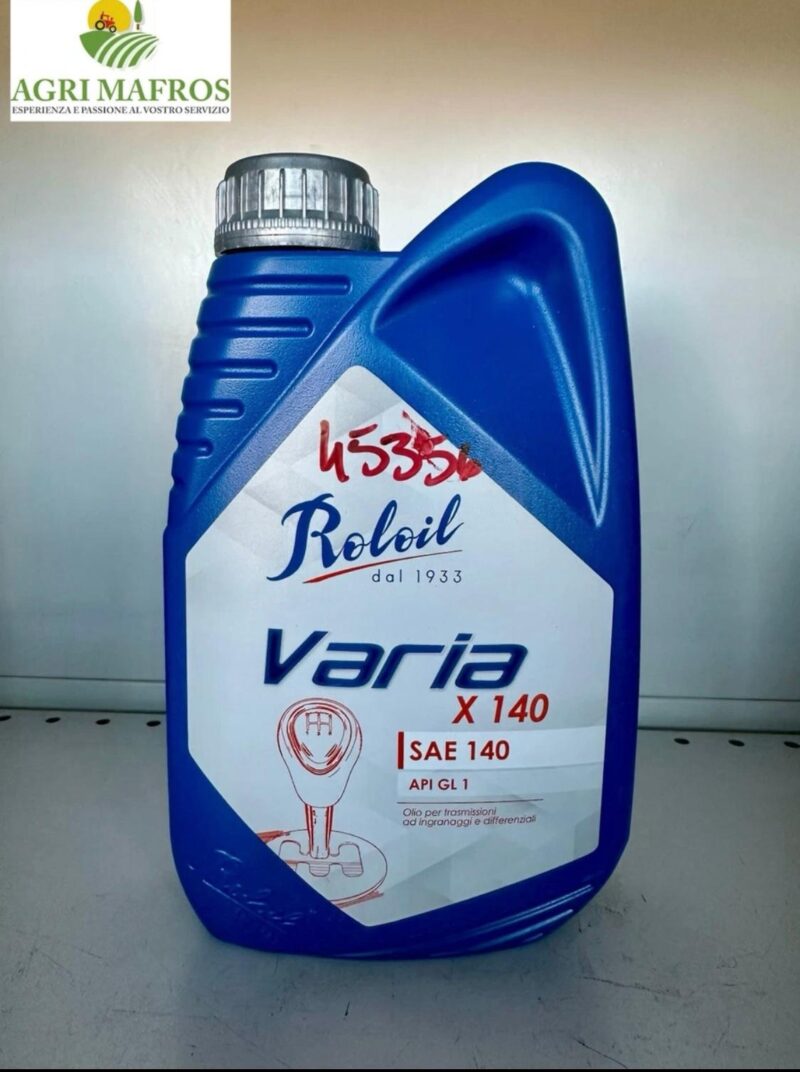 AGRI MAFROS
ESPERIENZA E PASSIONE AL VOSTRO SERVIZIO
Roloil
dal 1933
Varia
X 140
SAE 140
API GL 1
Olio per trasmissioni
ad ingranaggi e differenziali
Roloil